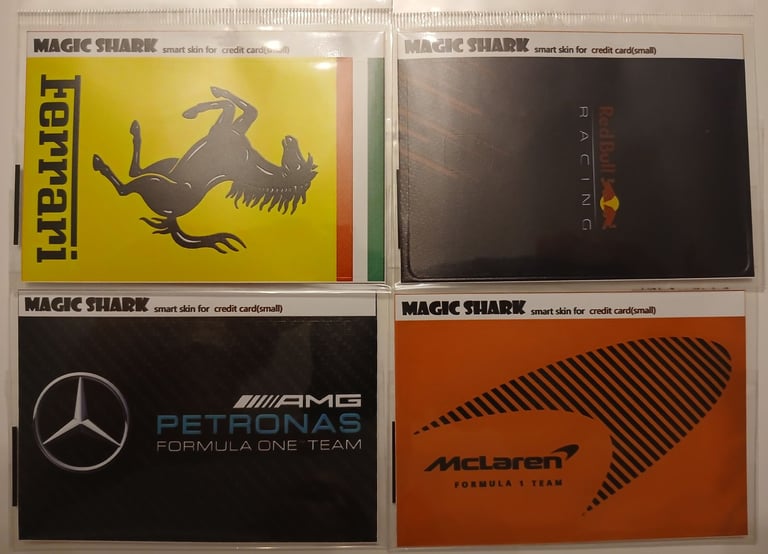 MAGIC SHARK smart skin for credit card(small)
Ferrari
MAGIC SHARK smart skin for credit card(small)
Red Bull
RACING
MAGIC SHARK smart skin for credit card(small)
AMG
PETRONAS
FORMULA ONE TEAM
MAGIC SHARK smart skin for credit card(small)
McLaren
FORMULA 1 TEAM